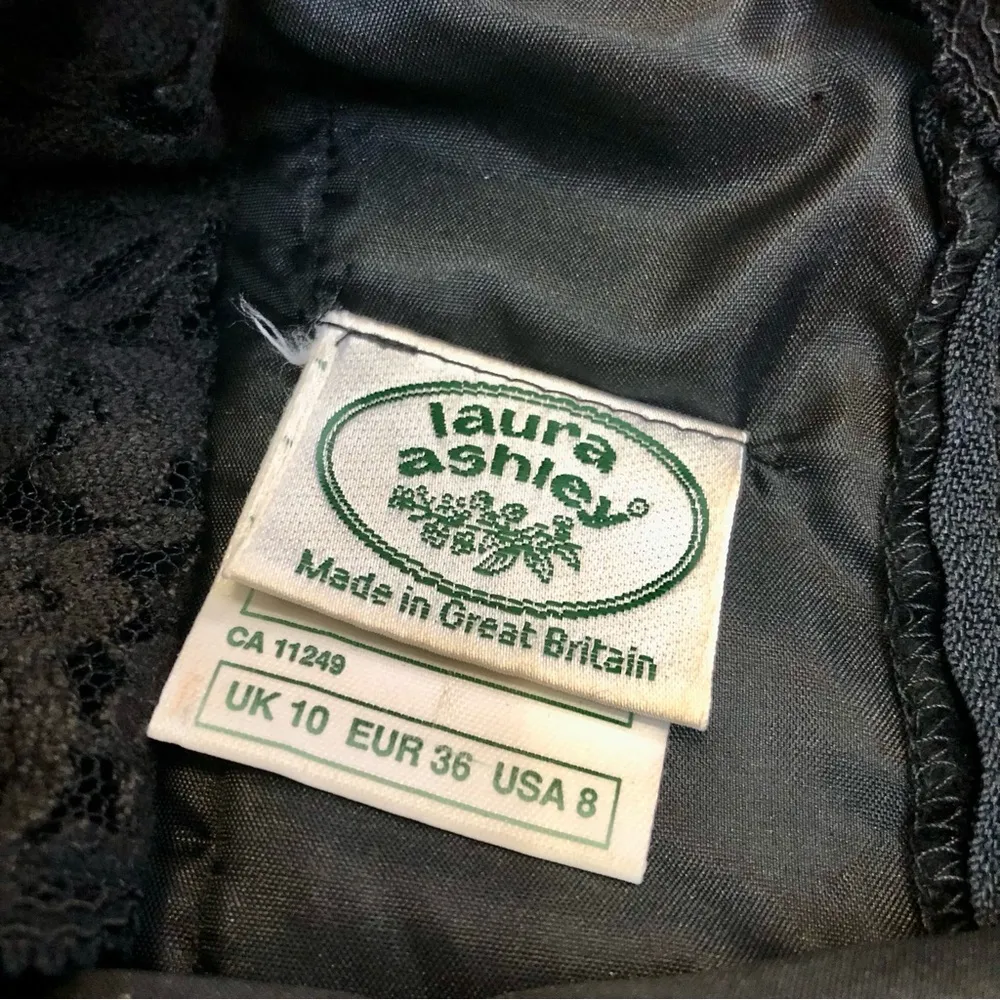 laura
ashley®
Made in Great Britain
CA 11249
UK 10 EUR 36 USA 8